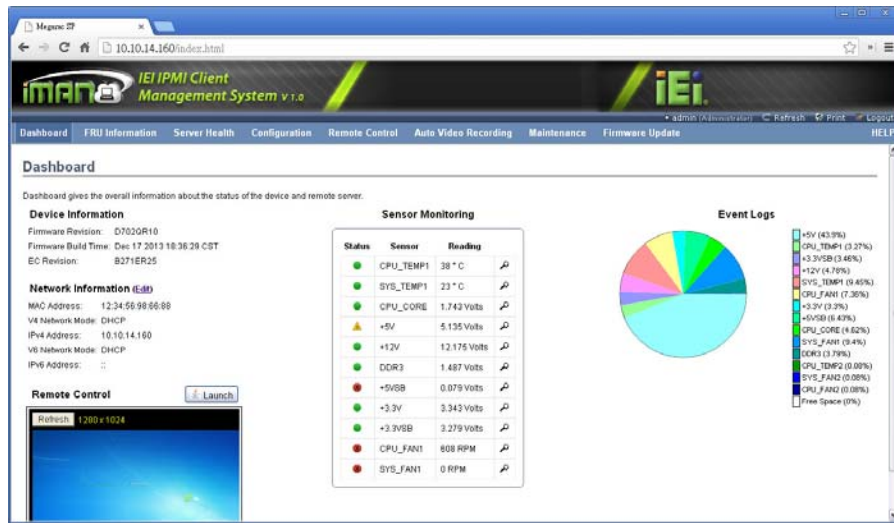 Megarac SP
10.10.14.160/index.html
iMAN
IEI IPMI Client
Management System v 1.0
iEi
admin (Administrator) Refresh Print Logout
Dashboard FRU Information Server Health Configuration Remote Control Auto Video Recording Maintenance Firmware Update HELP
Dashboard
Dashboard gives the overall information about the status of the device and remote server.
Device Information
Firmware Revision: D702QR10
Firmware Build Time: Dec 17 2013 18:36:29 CST
EC Revision: B271ER25
Network Information (Edit)
MAC Address: 12:34:56:98:66:88
V4 Network Mode: DHCP
IPv4 Address: 10.10.14.160
V6 Network Mode: DHCP
IPv6 Address: ::
Remote Control
Launch
Refresh 1280 x 1024
Sensor Monitoring
Status Sensor Reading
CPU_TEMP1 38 ° C
SYS_TEMP1 23 ° C
CPU_CORE 1.743 Volts
+5V 5.135 Volts
+12V 12.175 Volts
DDR3 1.487 Volts
+5VSB 0.079 Volts
+3.3V 3.343 Volts
+3.3VSB 3.279 Volts
CPU_FAN1 608 RPM
SYS_FAN1 0 RPM
Event Logs
+5V (43.9%)
CPU_TEMP1 (3.27%)
+3.3VSB (3.46%)
+12V (4.78%)
SYS_TEMP1 (9.45%)
CPU_FAN1 (7.36%)
+3.3V (3.3%)
+5VSB (6.43%)
CPU_CORE (4.62%)
SYS_FAN1 (9.4%)
DDR3 (3.79%)
CPU_TEMP2 (0.08%)
SYS_FAN2 (0.08%)
CPU_FAN2 (0.08%)
Free Space (0%)